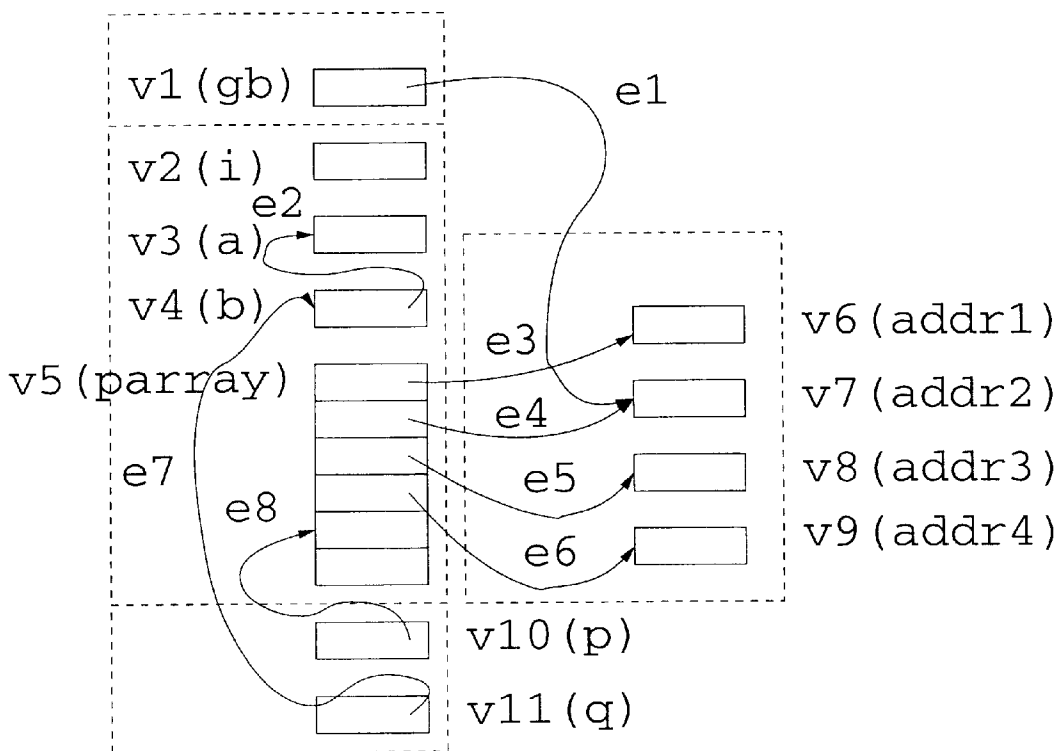 v1(gb)
e1
v2(i)
e2
v3(a)
v4(b)
v6(addr1)
e3
v5(parray)
v7(addr2)
e4
e7
e5
v8(addr3)
e8
e6
v9(addr4)
v10(p)
v11(q)